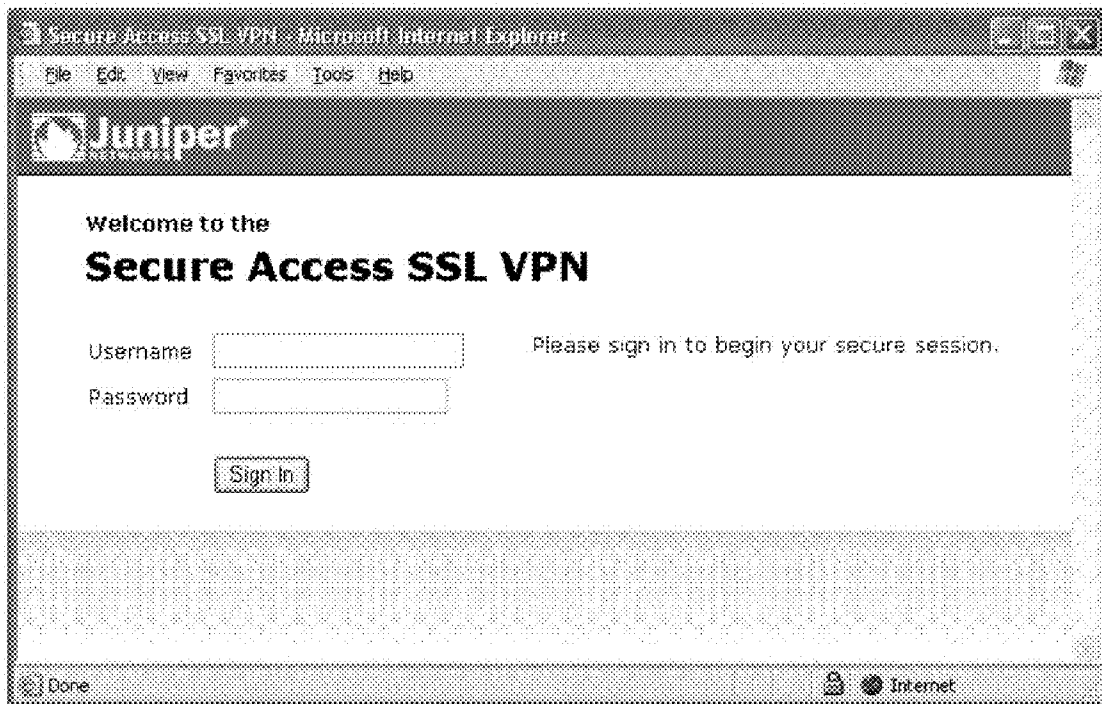 Secure Access SSL VPN - Microsoft Internet Explorer
File Edit View Favorites Tools Help
Juniper
NETWORKS
Welcome to the
Secure Access SSL VPN
Username
Please sign in to begin your secure session.
Password
Sign In
Done
Internet